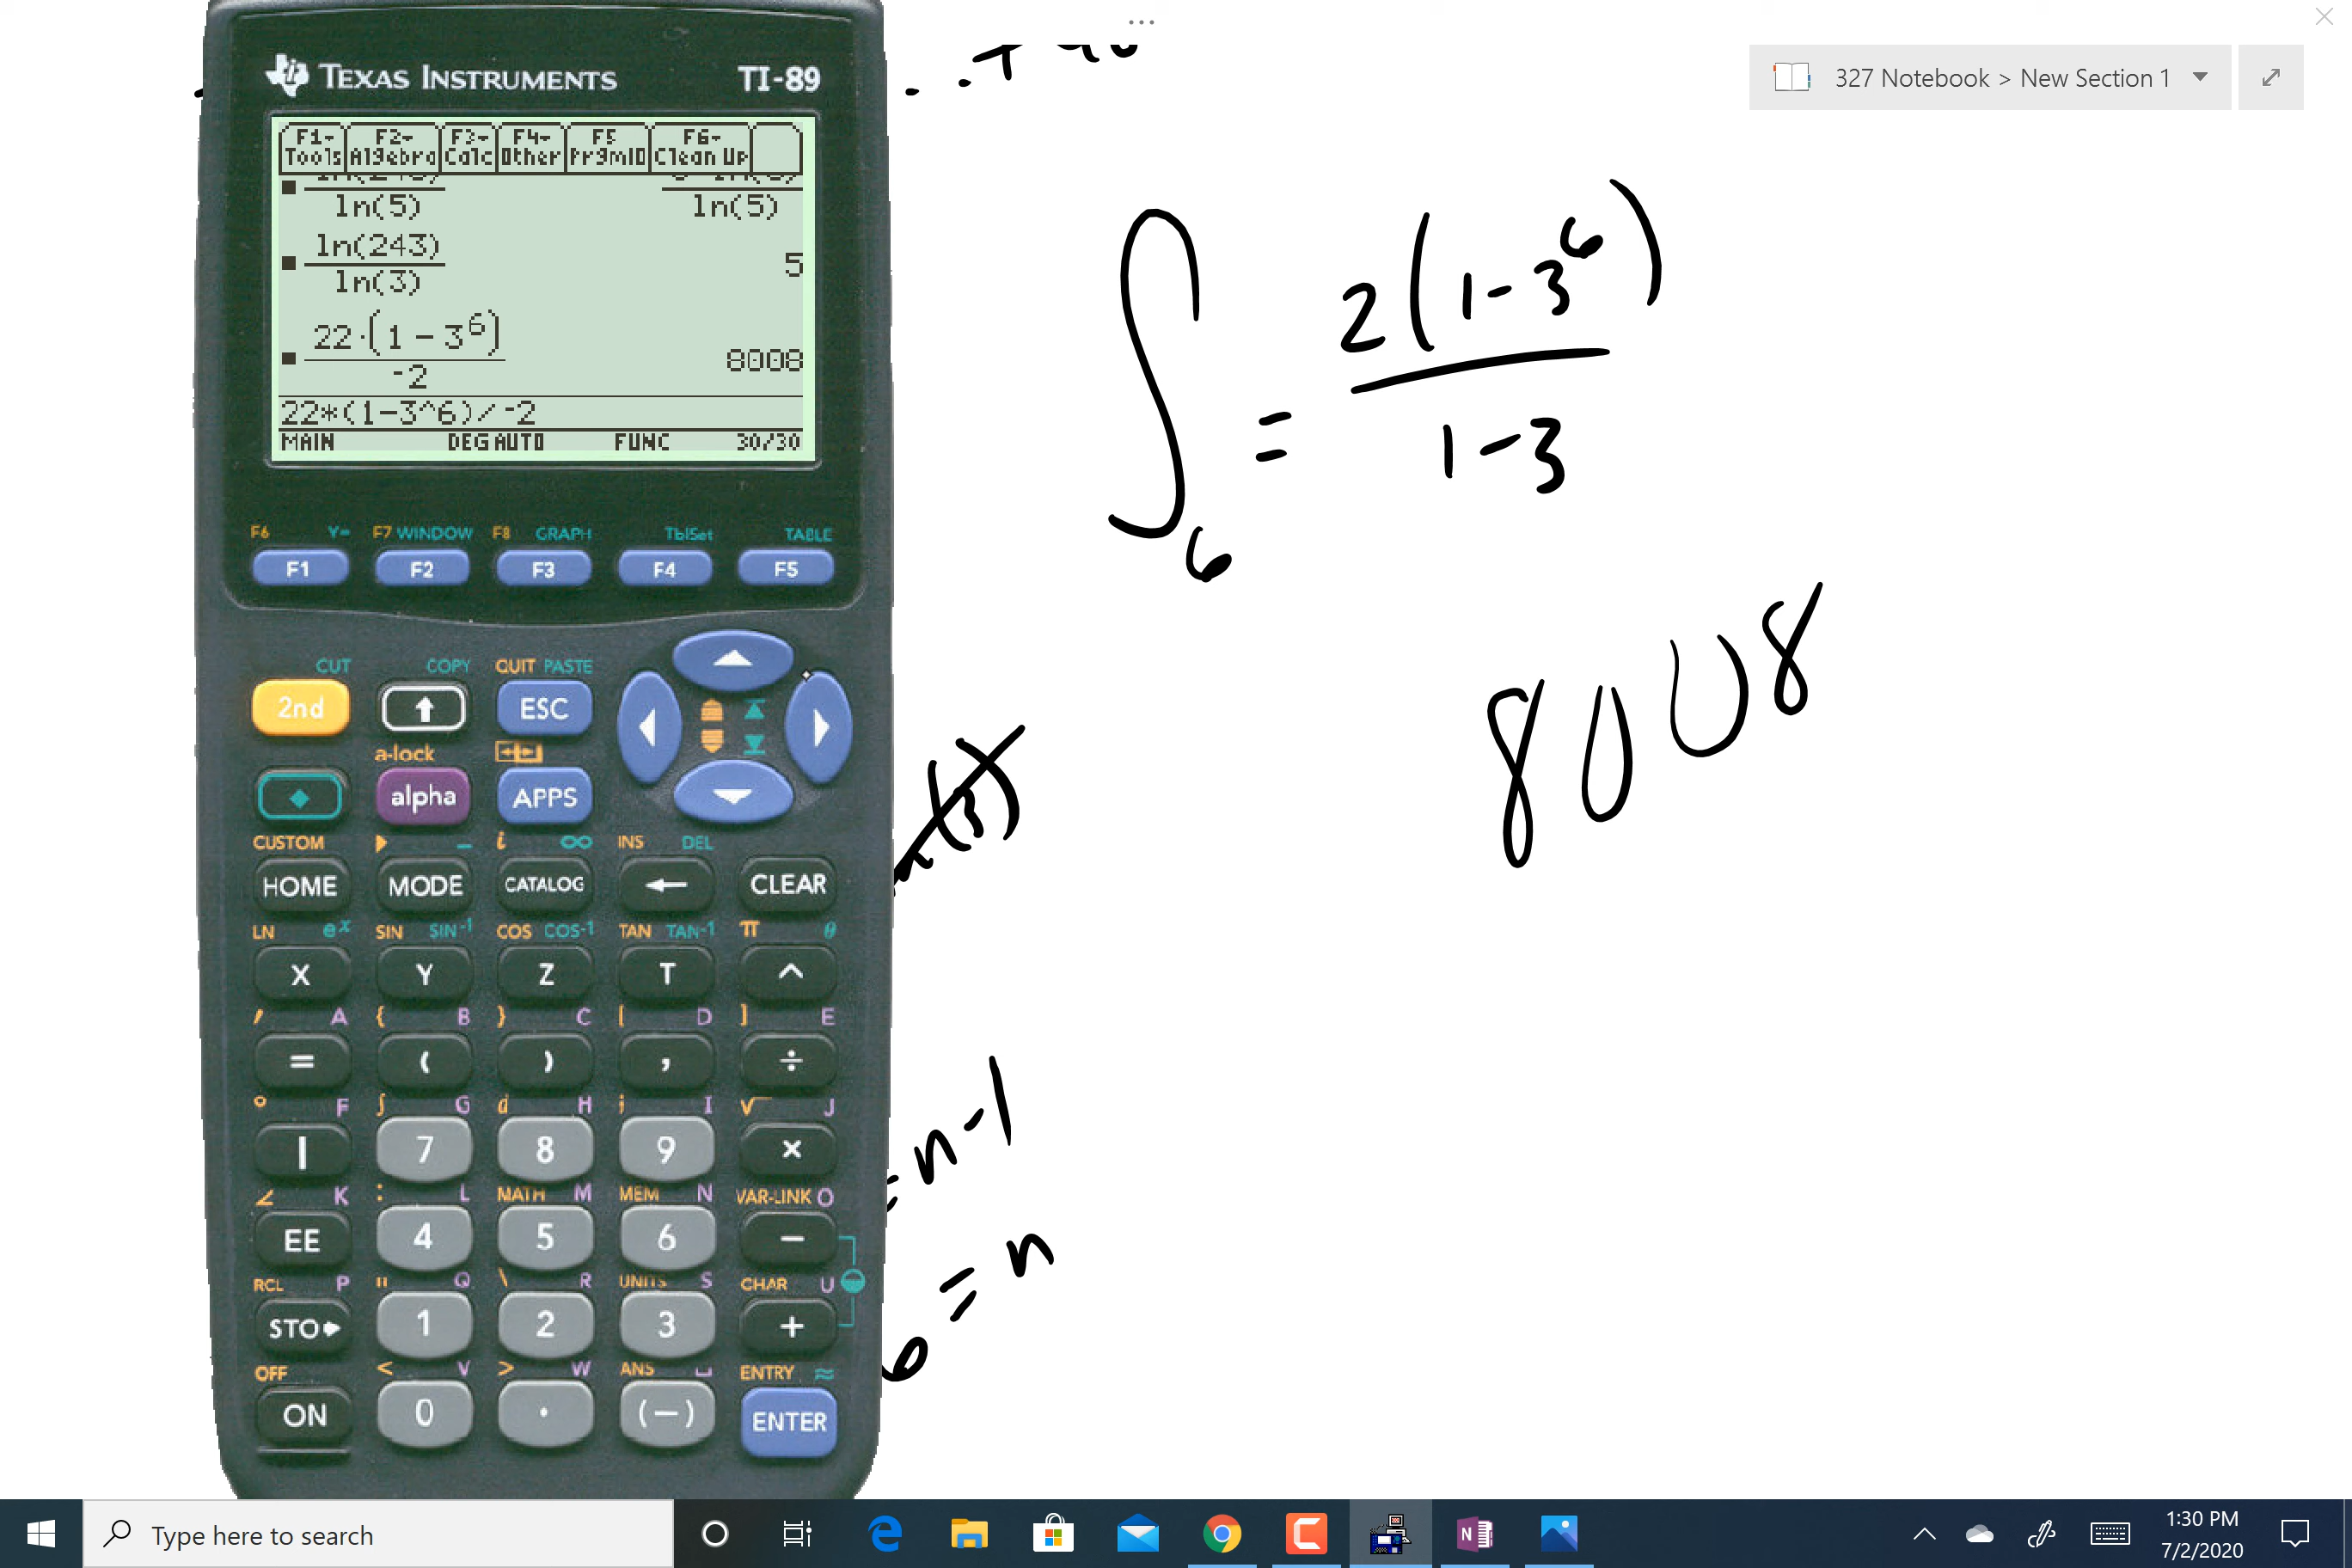 ...
327 Notebook > New Section 1
TEXAS INSTRUMENTS TI-89
F1 Tools F2 Algebra F3 Calc F4 Other F5 PrgmIO F6 Clean Up
ln(5) ln(5)
ln(243)
ln(3) 5
22·(1-3^6)
-2 8008
22*(1-3^6)/-2
MAIN DEG AUTO FUNC 30/30
F6 Y= F7 WINDOW F8 GRAPH TblSet TABLE
F1 F2 F3 F4 F5
CUT COPY QUIT PASTE
2nd ↑ ESC
a-lock
◆ alpha APPS
CUSTOM ▶ _ i ∞ INS DEL
HOME MODE CATALOG ← CLEAR
LN e^x SIN SIN^-1 COS COS^-1 TAN TAN^-1 π θ
X Y Z T ^
' A { B } C [ D ] E
= ( ) , ÷
° F ∫ G d H ; I √ J
| 7 8 9 ×
∠ K : L MATH M MEM N VAR-LINK O
EE 4 5 6 −
RCL P " Q \ R UNITS S CHAR U
STO▶ 1 2 3 +
OFF < V > W ANS ␣ ENTRY ≈
ON 0 . (−) ENTER
S6 = 2(1-3^6)
1-3
8008
(3)
= n-1
6 = n
Type here to search
1:30 PM
7/2/2020